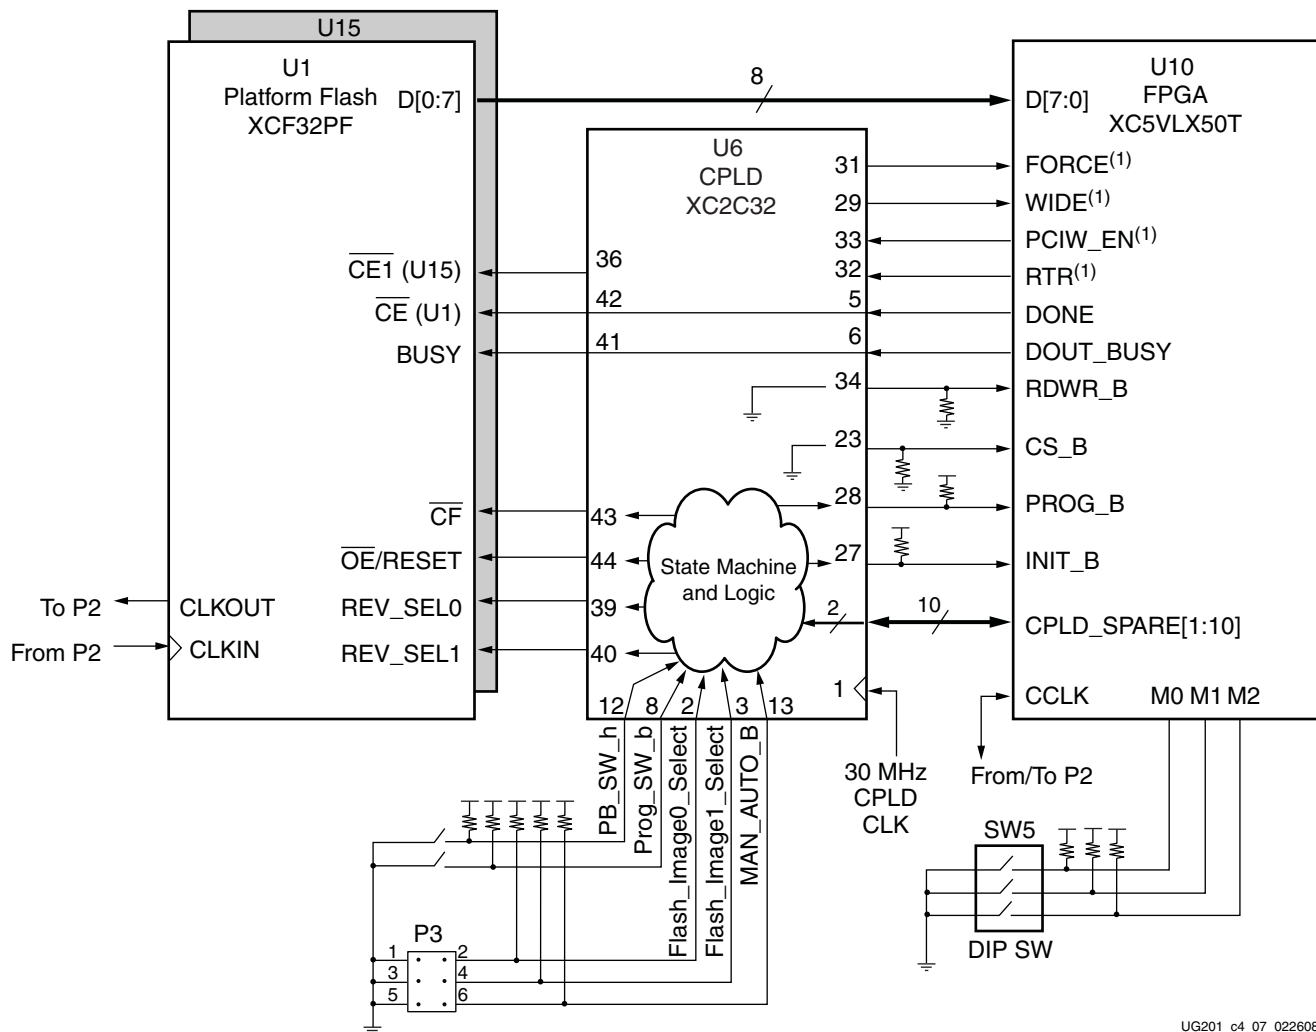 U15
U1
Platform Flash
XCF32PF
D[0:7]
CE1 (U15)
CE (U1)
BUSY
CF
OE/RESET
REV_SEL0
REV_SEL1
CLKOUT
CLKIN
To P2
From P2
8
U6
CPLD
XC2C32
31
29
33
32
5
6
34
23
28
27
36
42
41
43
44
39
40
State Machine
and Logic
2
10
1
12
8
2
3
13
PB_SW_h
Prog_SW_b
Flash_Image0_Select
Flash_Image1_Select
MAN_AUTO_B
30 MHz
CPLD
CLK
U10
FPGA
XC5VLX50T
D[7:0]
FORCE(1)
WIDE(1)
PCIW_EN(1)
RTR(1)
DONE
DOUT_BUSY
RDWR_B
CS_B
PROG_B
INIT_B
CPLD_SPARE[1:10]
CCLK
M0 M1 M2
From/To P2
SW5
DIP SW
P3
1 2
3 4
5 6
UG201_c4_07_022608